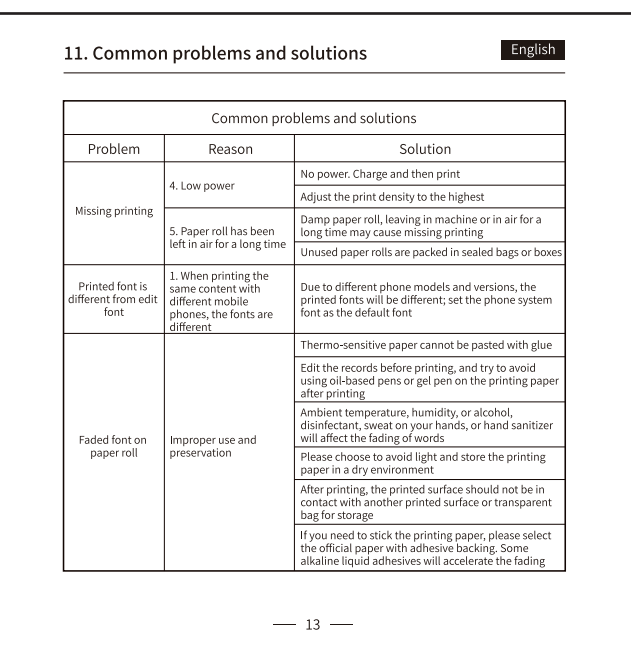 11. Common problems and solutions
English
Common problems and solutions
Problem
Reason
Solution
Missing printing
4. Low power
No power. Charge and then print
Adjust the print density to the highest
5. Paper roll has been
left in air for a long time
Damp paper roll, leaving in machine or in air for a
long time may cause missing printing
Unused paper rolls are packed in sealed bags or boxes
Printed font is
different from edit
font
1. When printing the
same content with
different mobile
phones, the fonts are
different
Due to different phone models and versions, the
printed fonts will be different; set the phone system
font as the default font
Faded font on
paper roll
Improper use and
preservation
Thermo-sensitive paper cannot be pasted with glue
Edit the records before printing, and try to avoid
using oil-based pens or gel pen on the printing paper
after printing
Ambient temperature, humidity, or alcohol,
disinfectant, sweat on your hands, or hand sanitizer
will affect the fading of words
Please choose to avoid light and store the printing
paper in a dry environment
After printing, the printed surface should not be in
contact with another printed surface or transparent
bag for storage
If you need to stick the printing paper, please select
the official paper with adhesive backing. Some
alkaline liquid adhesives will accelerate the fading
13